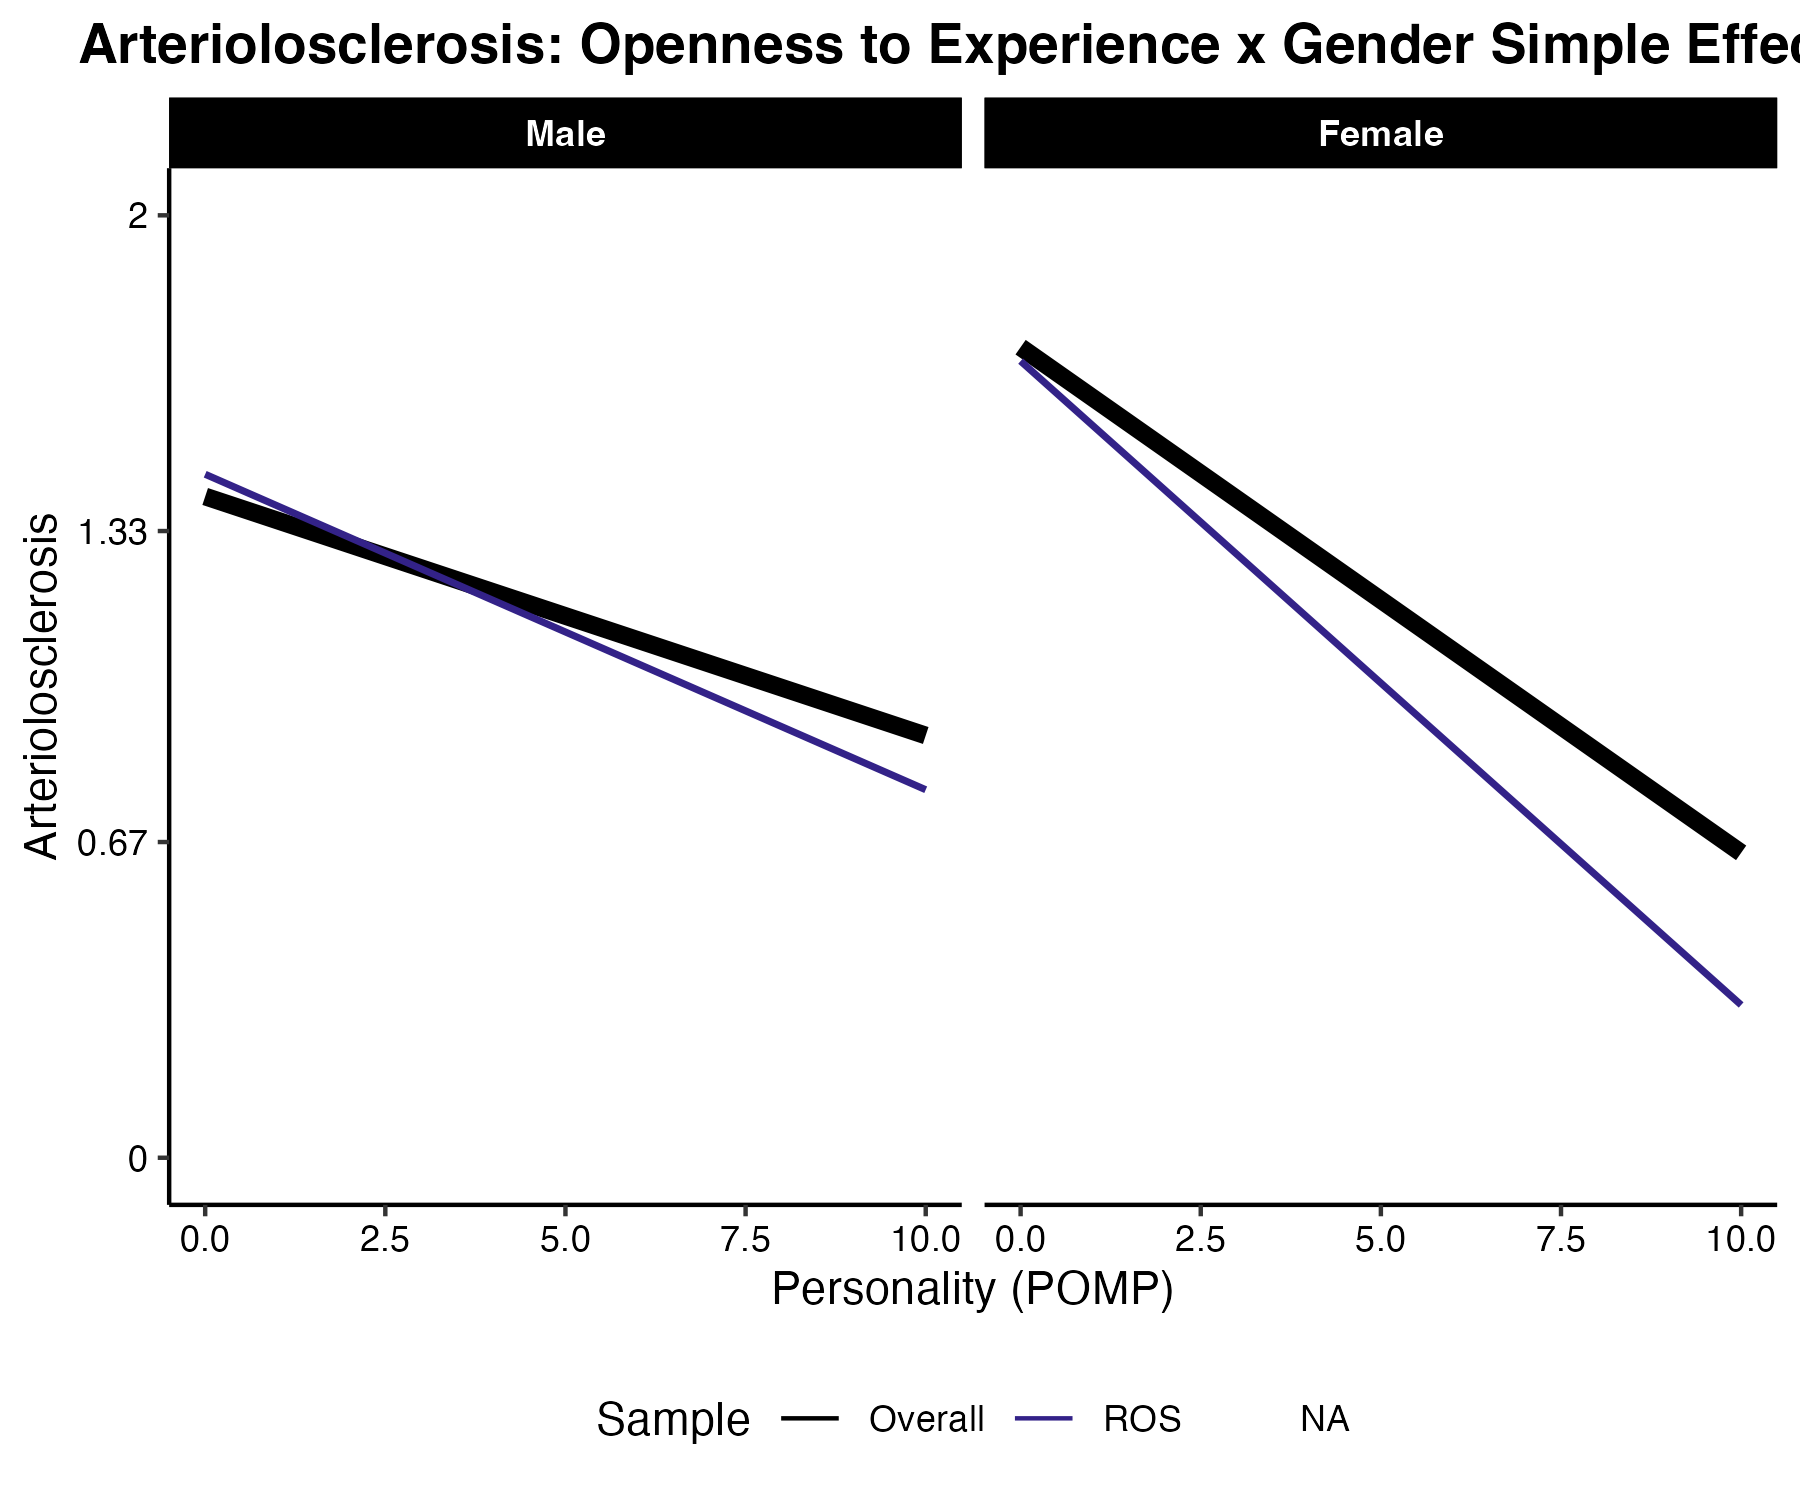 Arteriolosclerosis: Openness to Experience x Gender Simple Effec
Male
Female
Arteriolosclerosis
2
1.33
0.67
0
0.0 2.5 5.0 7.5 10.0
0.0 2.5 5.0 7.5 10.0
Personality (POMP)
Sample Overall ROS NA